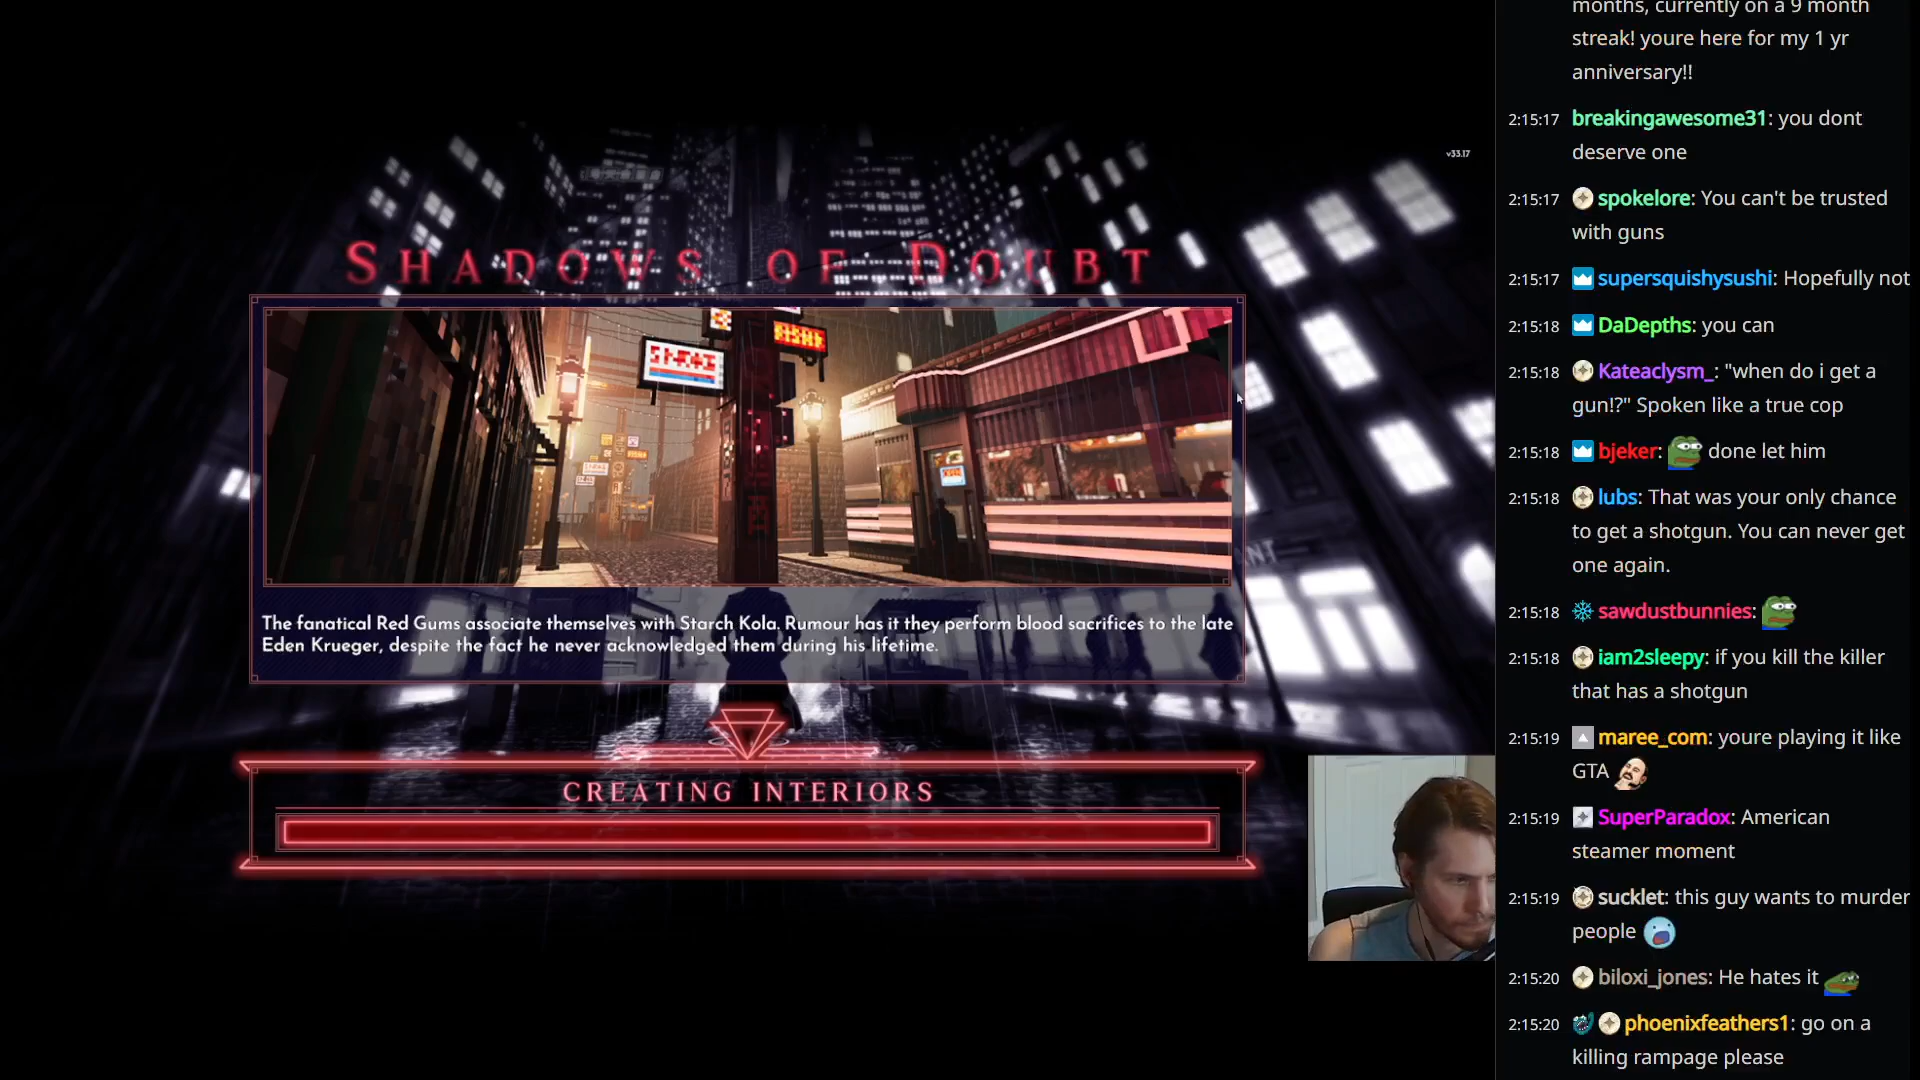 v33.17
SHADOWS OF DOUBT
The fanatical Red Gums associate themselves with Starch Kola. Rumour has it they perform blood sacrifices to the late
Eden Krueger, despite the fact he never acknowledged them during his lifetime.
CREATING INTERIORS
months, currently on a 9 month
streak! youre here for my 1 yr
anniversary!!
2:15:17 breakingawesome31: you dont
deserve one
2:15:17 spokelore: You can't be trusted
with guns
2:15:17 supersquishysushi: Hopefully not
2:15:18 DaDepths: you can
2:15:18 Kateaclysm_: "when do i get a
gun!?" Spoken like a true cop
2:15:18 bjeker: done let him
2:15:18 lubs: That was your only chance
to get a shotgun. You can never get
one again.
2:15:18 sawdustbunnies:
2:15:18 iam2sleepy: if you kill the killer
that has a shotgun
2:15:19 maree_com: youre playing it like
GTA
2:15:19 SuperParadox: American
steamer moment
2:15:19 sucklet: this guy wants to murder
people
2:15:20 biloxi_jones: He hates it
2:15:20 phoenixfeathers1: go on a
killing rampage please